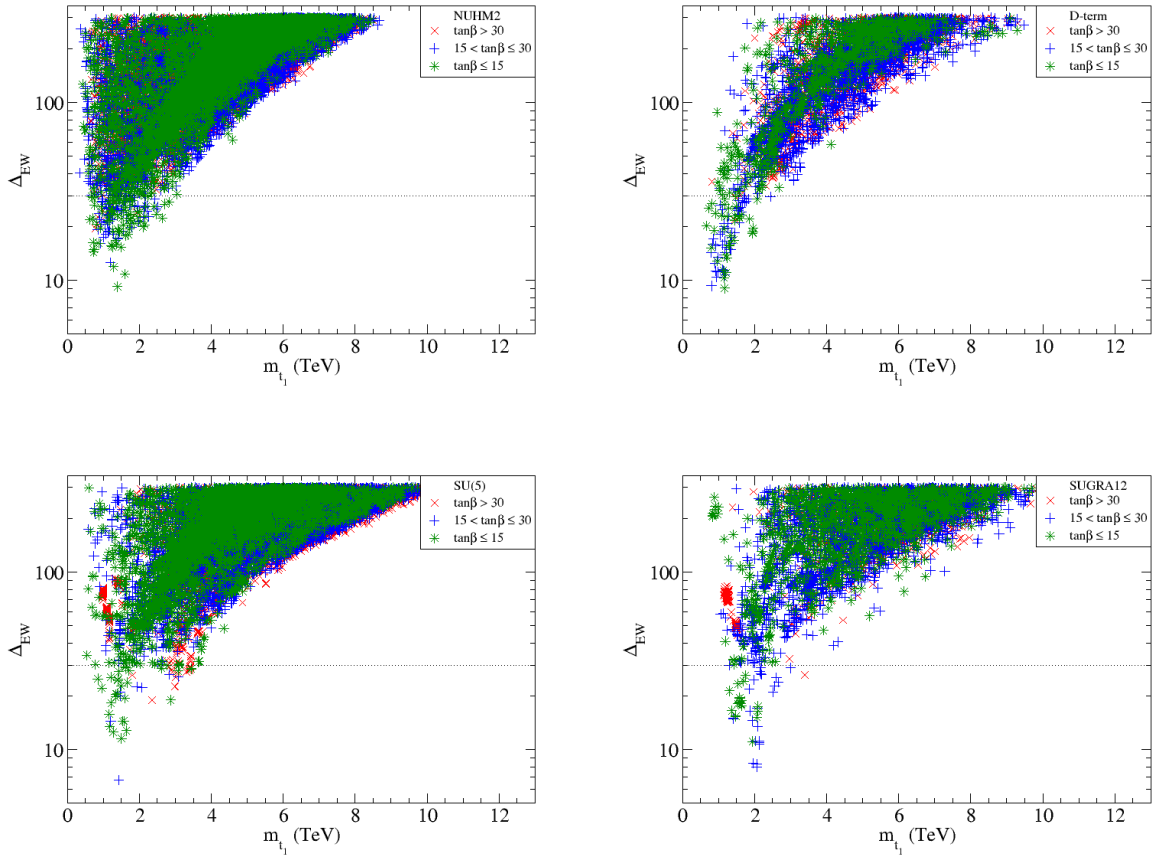 NUHM2
tanβ > 30
15 < tanβ ≤ 30
tanβ ≤ 15
100
10
Δ_EW
0 2 4 6 8 10 12
m_t_1 (TeV)
D-term
tanβ > 30
15 < tanβ ≤ 30
tanβ ≤ 15
100
10
Δ_EW
0 2 4 6 8 10 12
m_t_1 (TeV)
SU(5)
tanβ > 30
15 < tanβ ≤ 30
tanβ ≤ 15
100
10
Δ_EW
0 2 4 6 8 10 12
m_t_1 (TeV)
SUGRA12
tanβ > 30
15 < tanβ ≤ 30
tanβ ≤ 15
100
10
Δ_EW
0 2 4 6 8 10 12
m_t_1 (TeV)